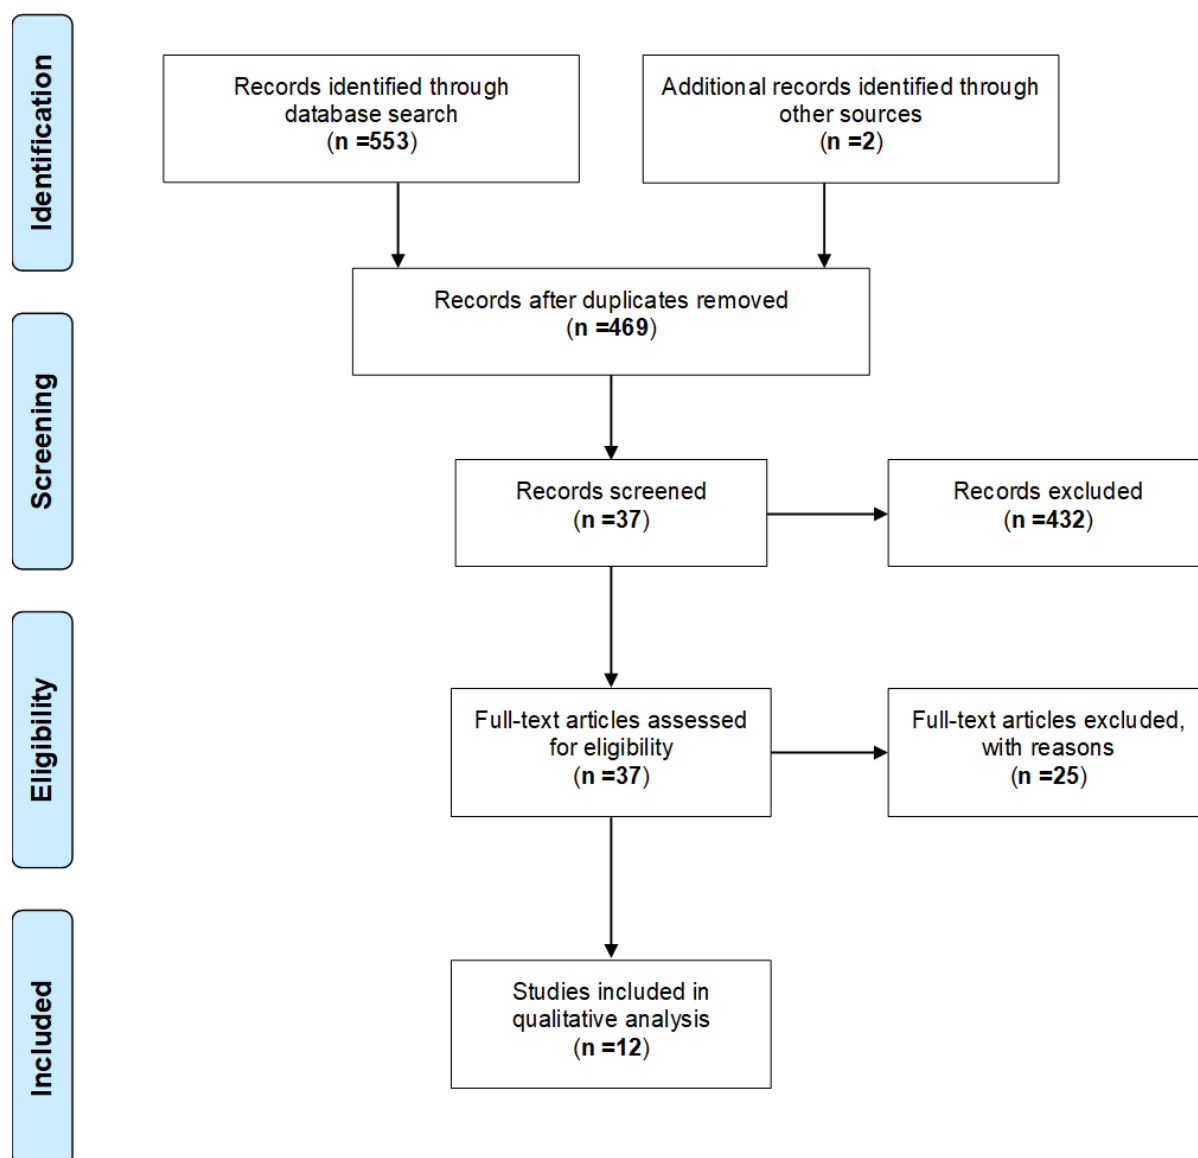 Identification
Records identified through
database search
(n =553)
Additional records identified through
other sources
(n =2)
Records after duplicates removed
(n =469)
Screening
Records screened
(n =37)
Records excluded
(n =432)
Eligibility
Full-text articles assessed
for eligibility
(n =37)
Full-text articles excluded,
with reasons
(n =25)
Included
Studies included in
qualitative analysis
(n =12)